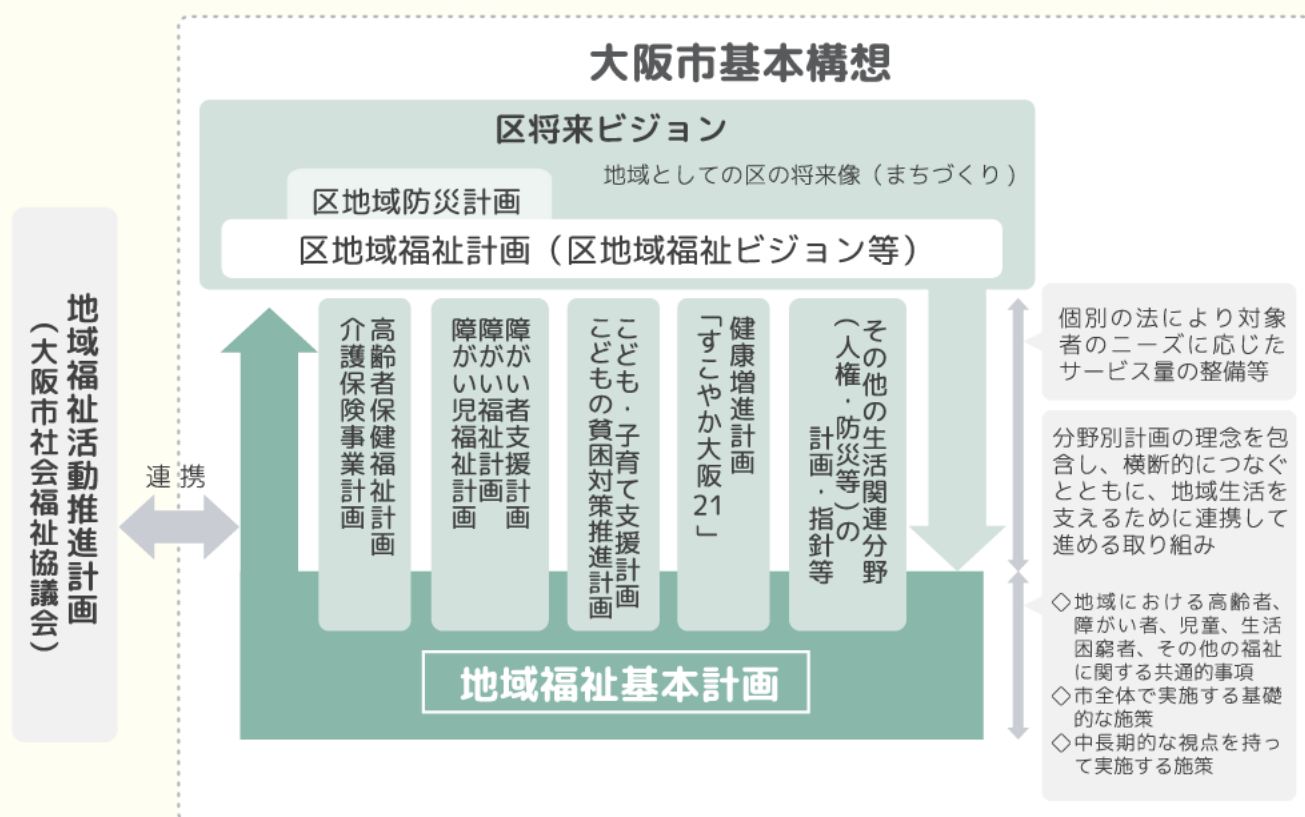 大阪市基本構想
区将来ビジョン
地域としての区の将来像（まちづくり）
区地域防災計画
区地域福祉計画（区地域福祉ビジョン等）
地域福祉活動推進計画
（大阪市社会福祉協議会）
連携
高齢者保健福祉計画
介護保険事業計画
障がい者支援計画
障がい福祉計画
障がい児福祉計画
こども・子育て支援計画
こどもの貧困対策推進計画
健康増進計画
「すこやか大阪21」
その他の生活関連分野
（人権・防災等）の
計画・指針等
地域福祉基本計画
個別の法により対象
者のニーズに応じた
サービス量の整備等
分野別計画の理念を包
含し、横断的につなぐ
とともに、地域生活を
支えるために連携して
進める取り組み
◇地域における高齢者、
障がい者、児童、生活
困窮者、その他の福祉
に関する共通的事項
◇市全体で実施する基礎
的な施策
◇中長期的な視点を持っ
て実施する施策